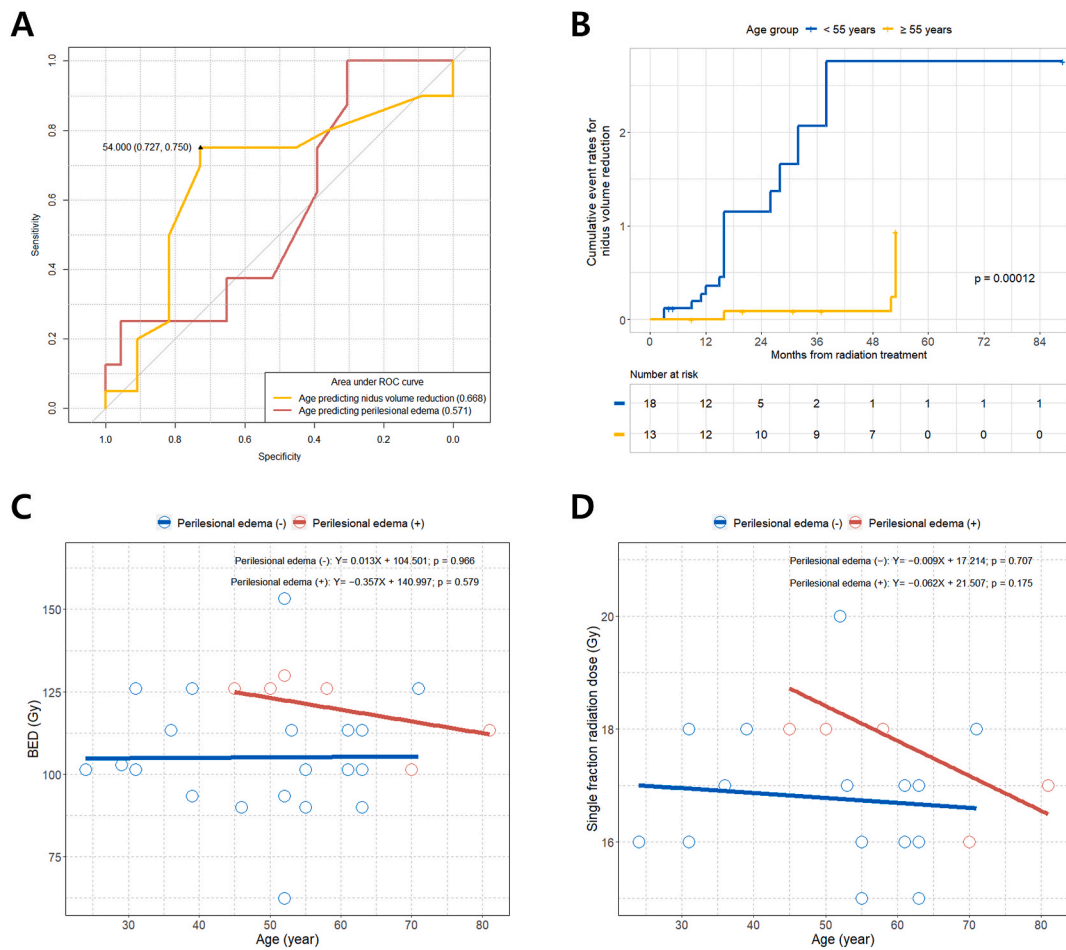 A
1.0
0.8
0.6
0.4
0.2
0.0
Sensitivity
54.000 (0.727, 0.750)
Area under ROC curve
Age predicting nidus volume reduction (0.668)
Age predicting perilesional edema (0.571)
1.0 0.8 0.6 0.4 0.2 0.0
Specificity
B
Age group < 55 years ≥ 55 years
Cumulative event rates for
nidus volume reduction
2
1
0
p = 0.00012
0 12 24 36 48 60 72 84
Months from radiation treatment
Number at risk
18 12 5 2 1 1 1 1
13 12 10 9 7 0 0 0
C
Perilesional edema (-) Perilesional edema (+)
Perilesional edema (-): Y= 0.013X + 104.501; p = 0.966
Perilesional edema (+): Y= −0.357X + 140.997; p = 0.579
BED (Gy)
150
125
100
75
30 40 50 60 70 80
Age (year)
D
Perilesional edema (-) Perilesional edema (+)
Perilesional edema (−): Y= −0.009X + 17.214; p = 0.707
Perilesional edema (+): Y= −0.062X + 21.507; p = 0.175
Single fraction radiation dose (Gy)
20
18
16
30 40 50 60 70 80
Age (year)